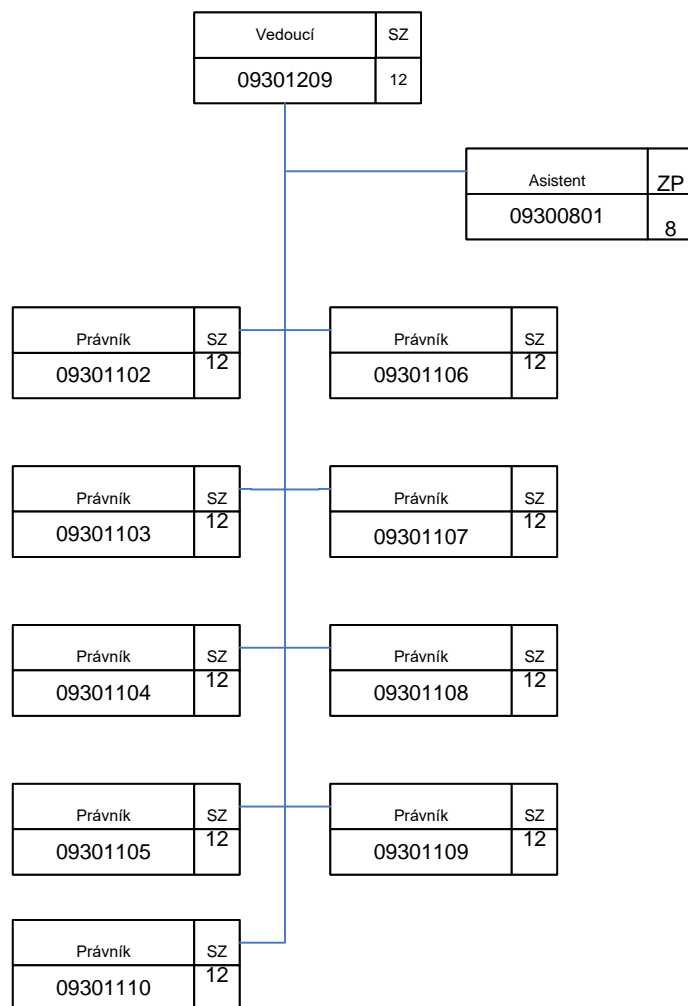 Vedoucí SZ
09301209 12
Asistent ZP
09300801 8
Právník SZ
09301102 12
Právník SZ
09301106 12
Právník SZ
09301103 12
Právník SZ
09301107 12
Právník SZ
09301104 12
Právník SZ
09301108 12
Právník SZ
09301105 12
Právník SZ
09301109 12
Právník SZ
09301110 12